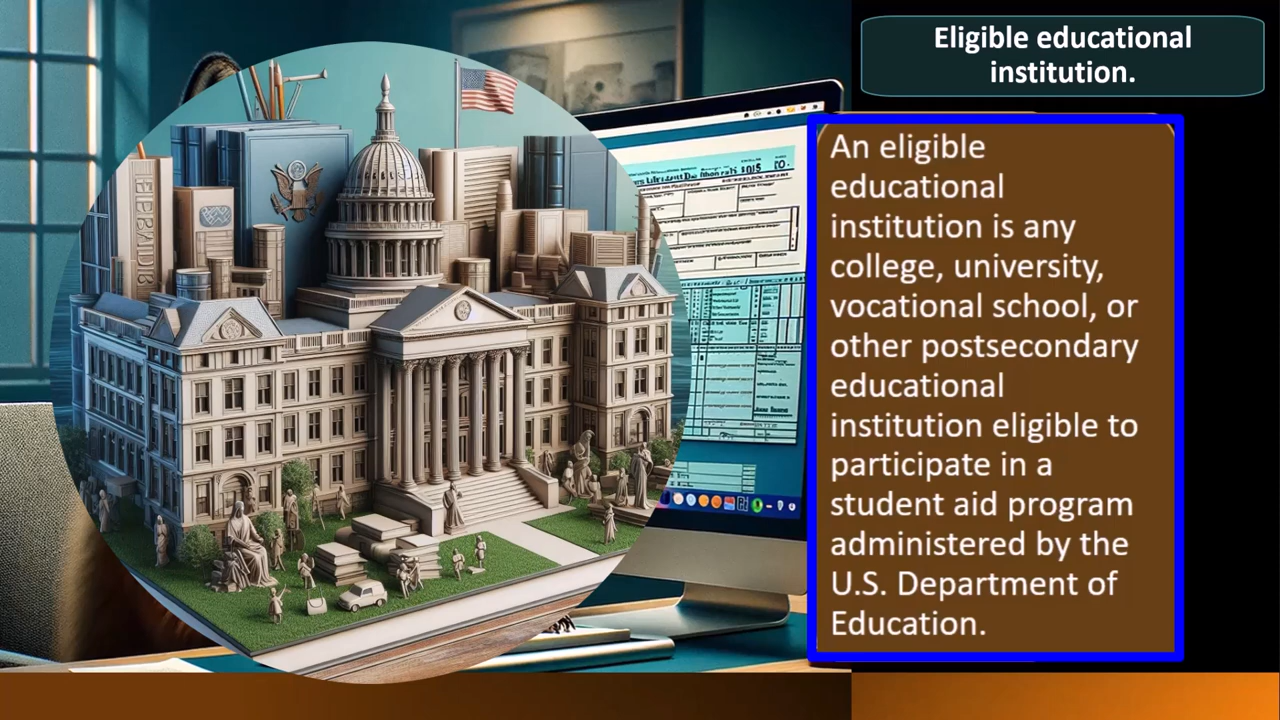 Eligible educational
institution.
An eligible
educational
institution is any
college, university,
vocational school, or
other postsecondary
educational
institution eligible to
participate in a
student aid program
administered by the
U.S. Department of
Education.